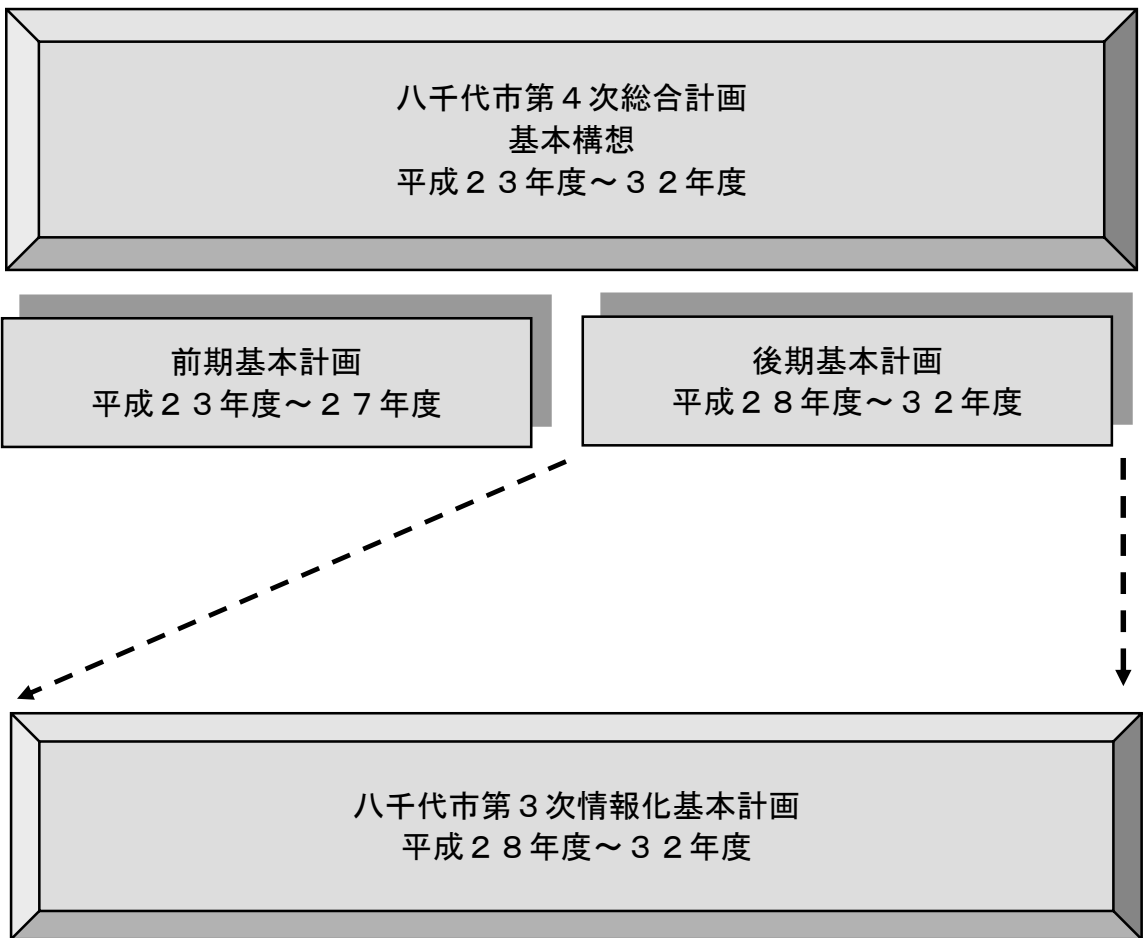 八千代市第４次総合計画
基本構想
平成２３年度～３２年度
前期基本計画
平成２３年度～２７年度
後期基本計画
平成２８年度～３２年度
八千代市第３次情報化基本計画
平成２８年度～３２年度